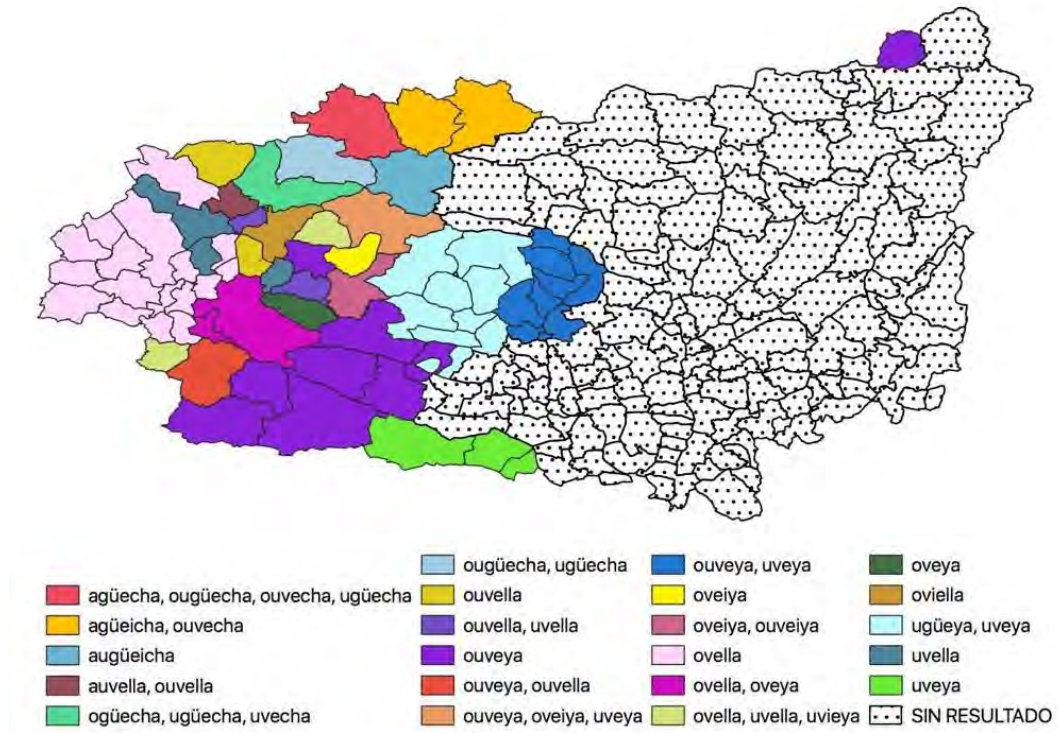 agüecha, ougüecha, ouvecha, ugüecha
agüeicha, ouvecha
augüeicha
auvella, ouvella
ogüecha, ugüecha, uvecha
ougüecha, ugüecha
ouvella
ouvella, uvella
ouveya
ouveya, ouvella
ouveya, oveiya, uveya
ouveya, uveya
oveiya
oveiya, ouveiya
ovella
ovella, oveya
ovella, uvella, uvieya
oveya
oviella
ugüeya, uveya
uvella
uveya
SIN RESULTADO